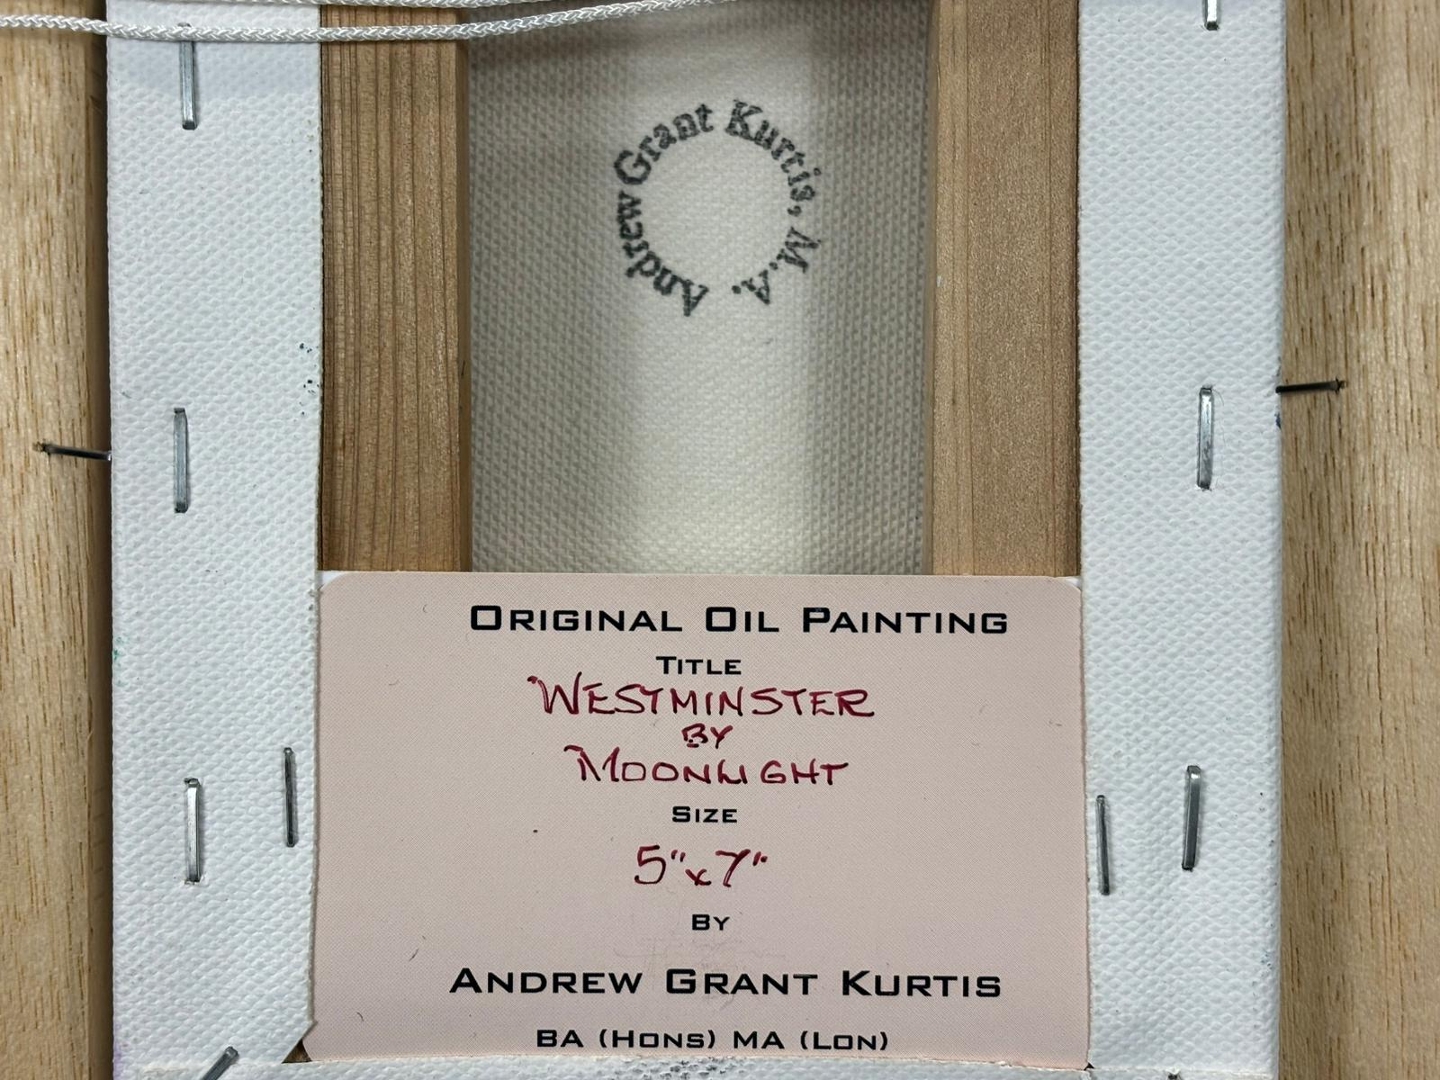 Andrew Grant Kurtis, M.A.
ORIGINAL OIL PAINTING
TITLE
WESTMINSTER
BY
MOONLIGHT
SIZE
5"x7"
BY
ANDREW GRANT KURTIS
BA (HONS) MA (LON)